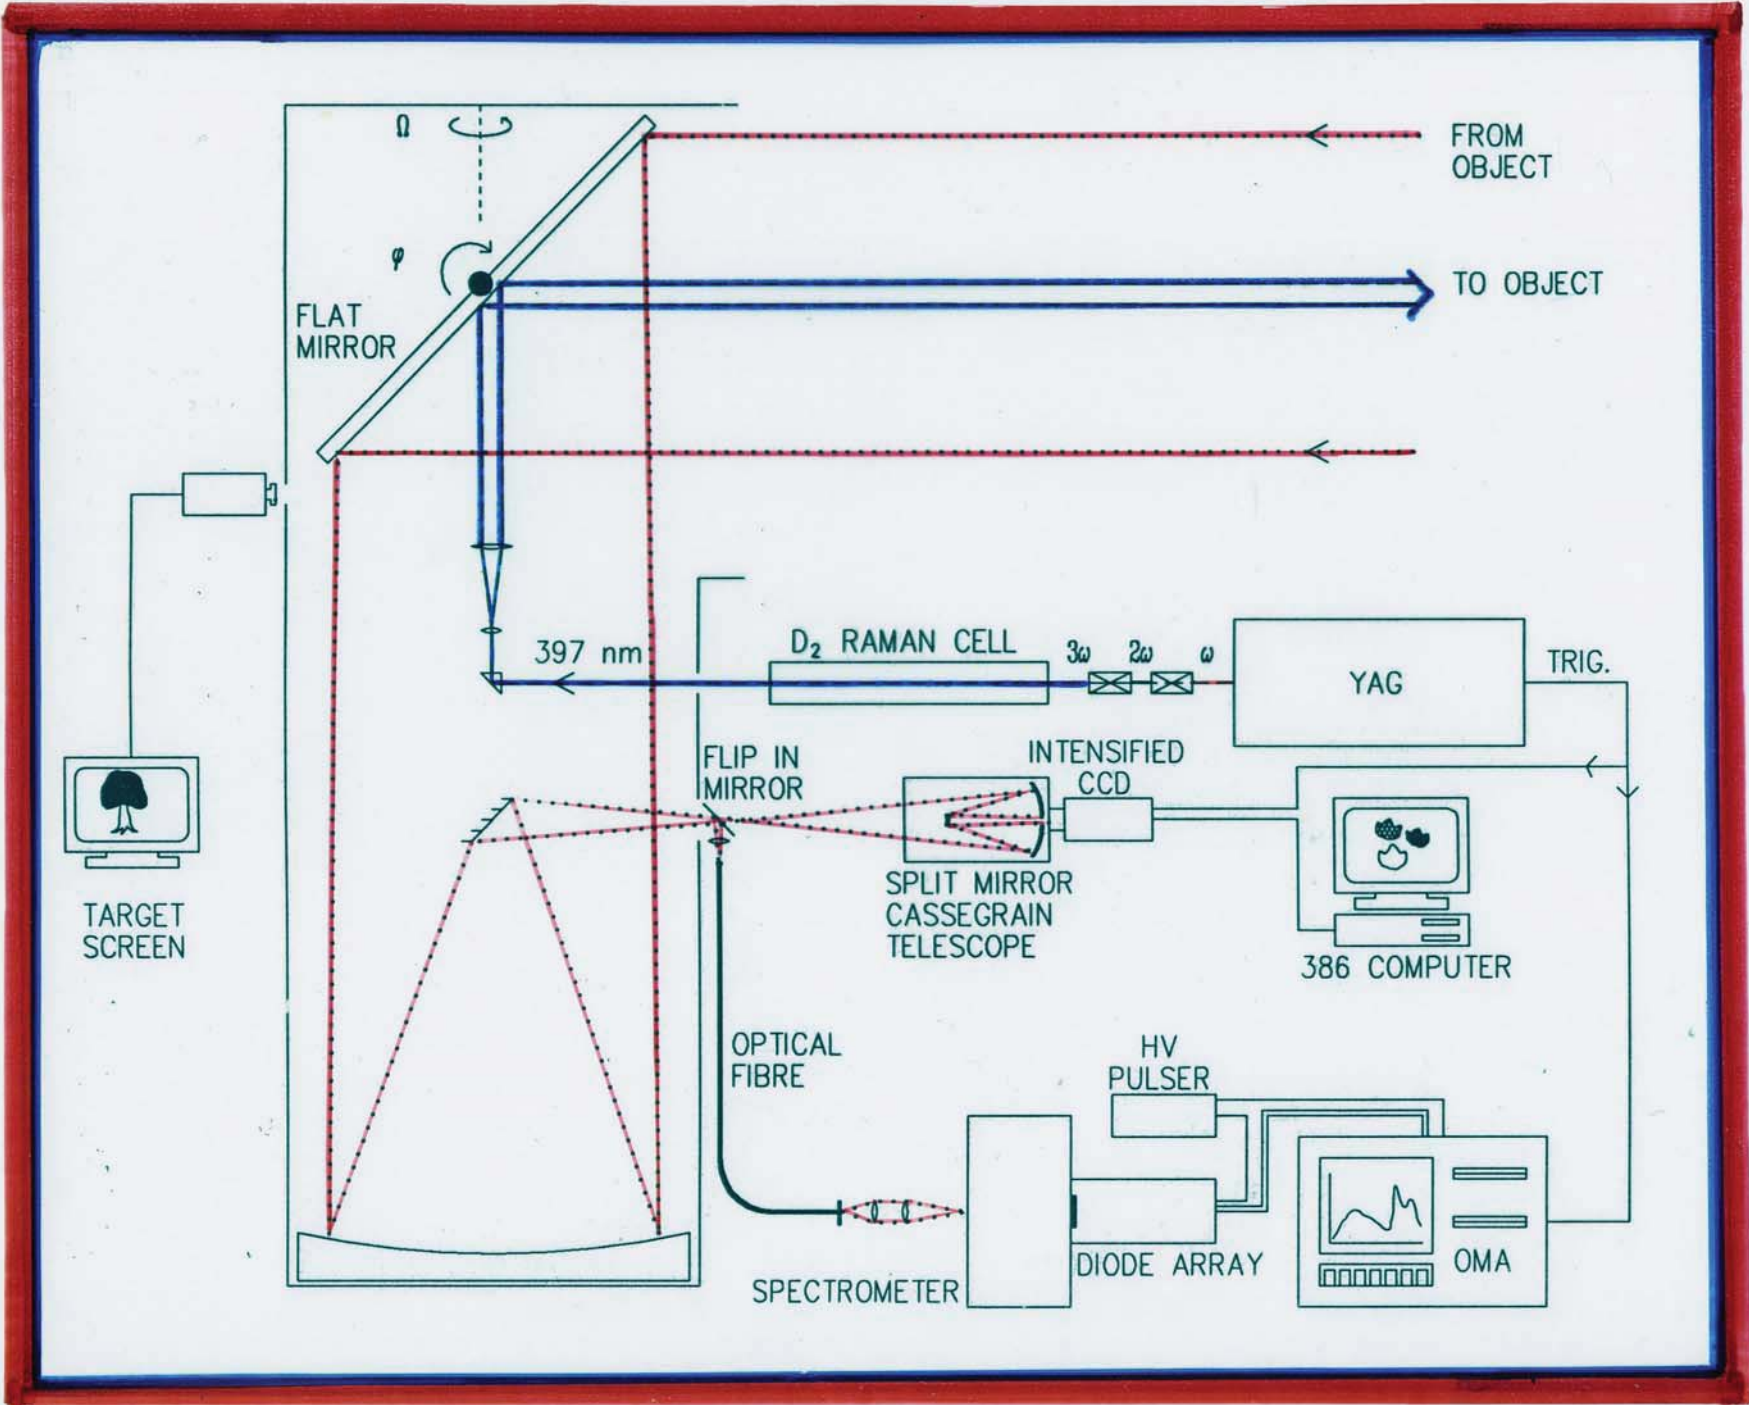 Ω
FROM
OBJECT
φ
TO OBJECT
FLAT
MIRROR
397 nm
D₂ RAMAN CELL
3ω
2ω
ω
YAG
TRIG.
FLIP IN
MIRROR
INTENSIFIED
CCD
SPLIT MIRROR
CASSEGRAIN
TELESCOPE
386 COMPUTER
TARGET
SCREEN
OPTICAL
FIBRE
HV
PULSER
SPECTROMETER
DIODE ARRAY
OMA